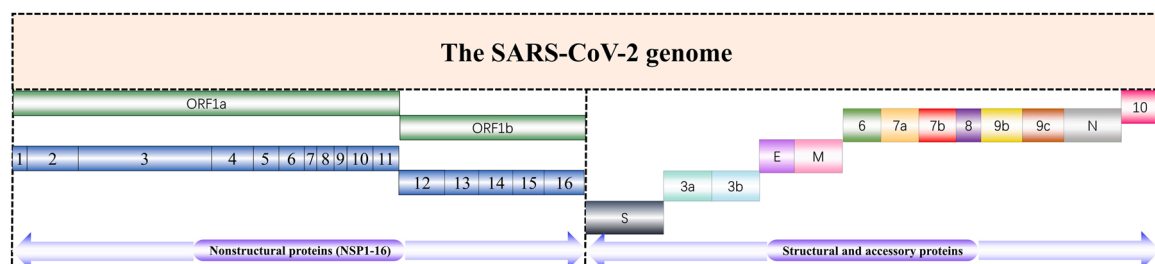 The SARS-CoV-2 genome
ORF1a
ORF1b
1 2 3 4 5 6 7 8 9 10 11
12 13 14 15 16
S
3a 3b
E M
6 7a 7b 8 9b 9c N
10
Nonstructural proteins (NSP1-16)
Structural and accessory proteins